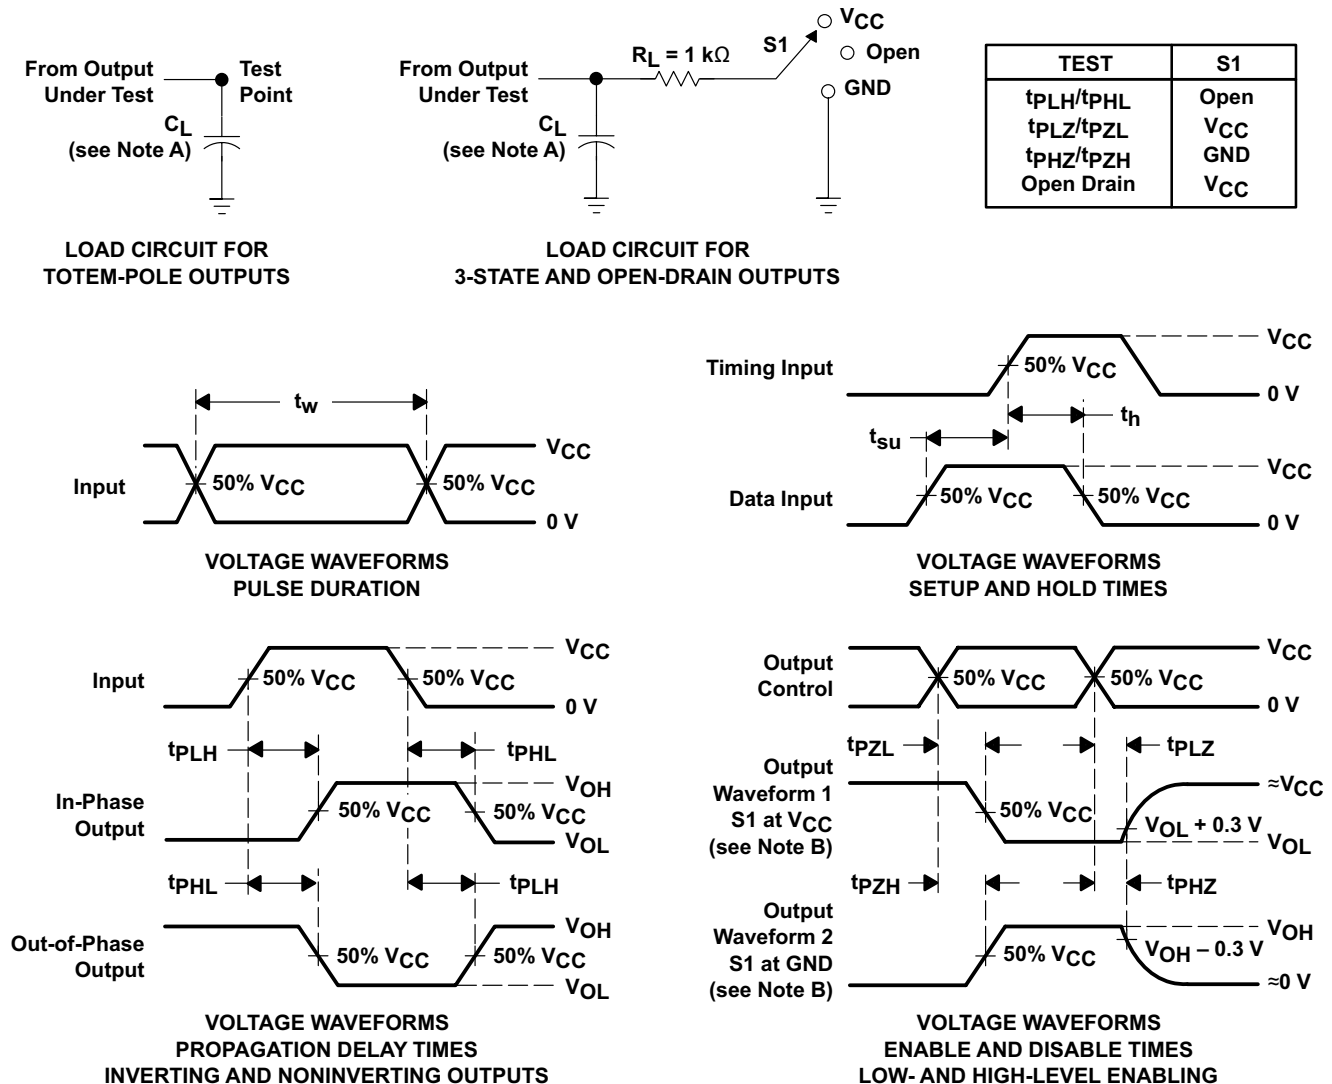 From Output
Under Test
Test
Point
CL
(see Note A)
LOAD CIRCUIT FOR
TOTEM-POLE OUTPUTS
From Output
Under Test
RL = 1 kΩ
S1
VCC
Open
GND
CL
(see Note A)
LOAD CIRCUIT FOR
3-STATE AND OPEN-DRAIN OUTPUTS
TEST S1
tPLH/tPHL Open
tPLZ/tPZL VCC
tPHZ/tPZH GND
Open Drain VCC
tw
Input
50% VCC
50% VCC
VCC
0 V
VOLTAGE WAVEFORMS
PULSE DURATION
Timing Input
50% VCC
VCC
0 V
tsu
th
Data Input
50% VCC
50% VCC
VCC
0 V
VOLTAGE WAVEFORMS
SETUP AND HOLD TIMES
Input
50% VCC
50% VCC
VCC
0 V
tPLH
tPHL
In-Phase
Output
50% VCC
50% VCC
VOH
VOL
tPHL
tPLH
Out-of-Phase
Output
50% VCC
50% VCC
VOH
VOL
VOLTAGE WAVEFORMS
PROPAGATION DELAY TIMES
INVERTING AND NONINVERTING OUTPUTS
Output
Control
50% VCC
50% VCC
VCC
0 V
tPZL
tPLZ
Output
Waveform 1
S1 at VCC
(see Note B)
50% VCC
≈VCC
VOL + 0.3 V
VOL
tPZH
tPHZ
Output
Waveform 2
S1 at GND
(see Note B)
50% VCC
VOH
VOH – 0.3 V
≈0 V
VOLTAGE WAVEFORMS
ENABLE AND DISABLE TIMES
LOW- AND HIGH-LEVEL ENABLING